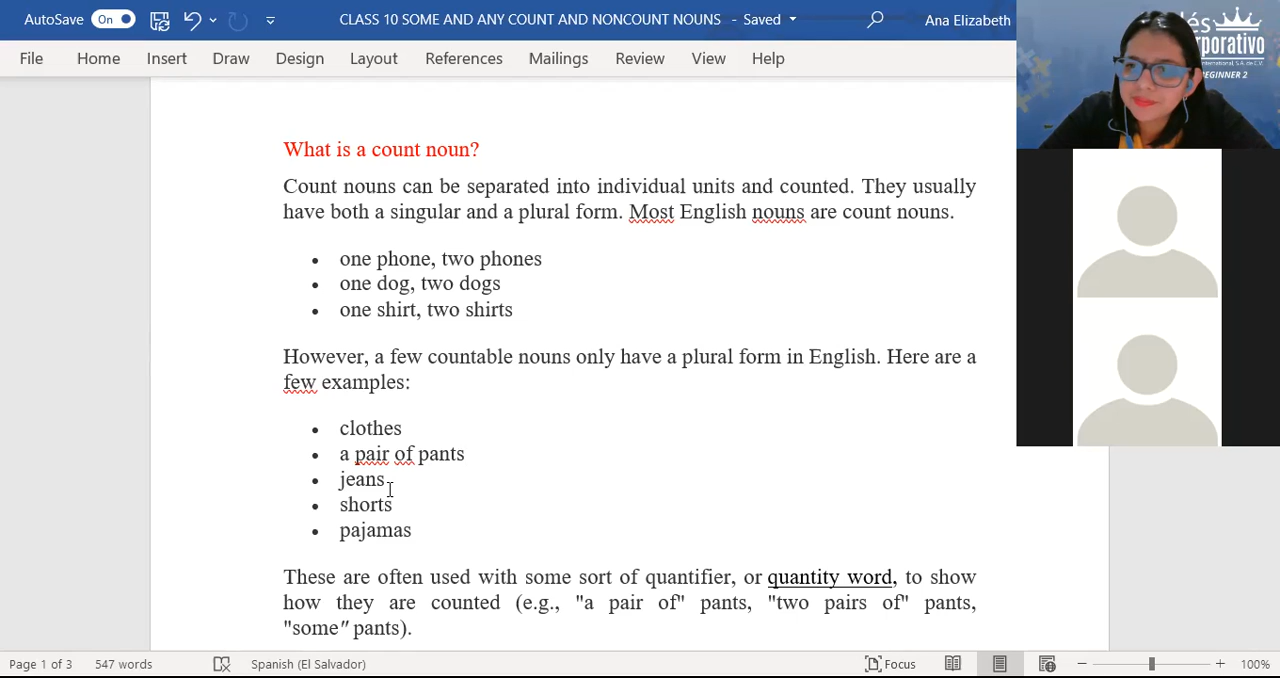 AutoSave On CLASS 10 SOME AND ANY COUNT AND NONCOUNT NOUNS - Saved Ana Elizabeth
File Home Insert Draw Design Layout References Mailings Review View Help
BEGINNER 2
What is a count noun?
Count nouns can be separated into individual units and counted. They usually
have both a singular and a plural form. Most English nouns are count nouns.
• one phone, two phones
• one dog, two dogs
• one shirt, two shirts
However, a few countable nouns only have a plural form in English. Here are a
few examples:
• clothes
• a pair of pants
• jeans
• shorts
• pajamas
These are often used with some sort of quantifier, or quantity word, to show
how they are counted (e.g., "a pair of" pants, "two pairs of" pants,
"some" pants).
Page 1 of 3 547 words Spanish (El Salvador) Focus 100%